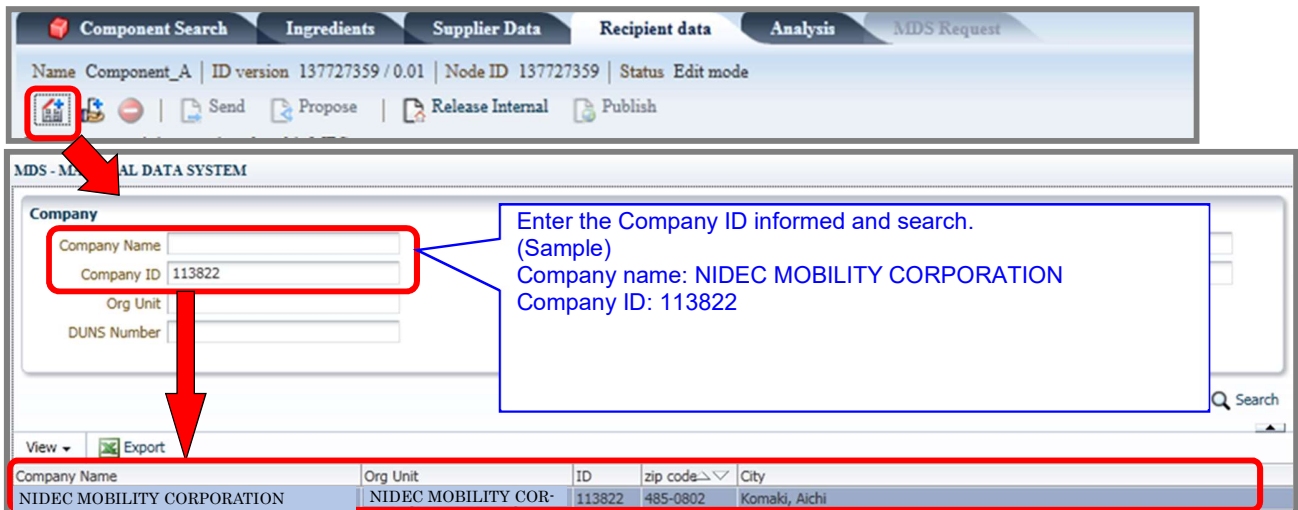 Component Search Ingredients Supplier Data Recipient data Analysis MDS Request
Name Component_A | ID version 137727359 / 0.01 | Node ID 137727359 | Status Edit mode
Send Propose | Release Internal Publish
MDS - MA AL DATA SYSTEM
Company
Company Name
Company ID 113822
Org Unit
DUNS Number
Enter the Company ID informed and search.
(Sample)
Company name: NIDEC MOBILITY CORPORATION
Company ID: 113822
Search
View Export
Company Name Org Unit ID zip code City
NIDEC MOBILITY CORPORATION NIDEC MOBILITY COR- 113822 485-0802 Komaki, Aichi